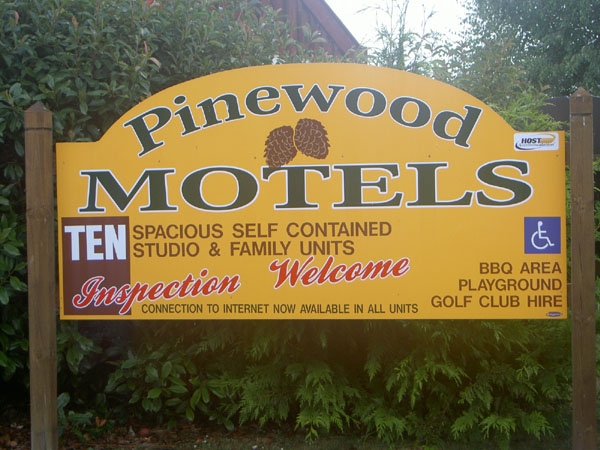 Pinewood
HOST
MOTELS
TEN SPACIOUS SELF CONTAINED
STUDIO & FAMILY UNITS
Inspection Welcome
CONNECTION TO INTERNET NOW AVAILABLE IN ALL UNITS
BBQ AREA
PLAYGROUND
GOLF CLUB HIRE